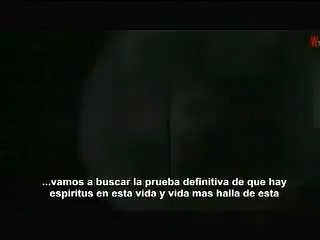 W
...vamos a buscar la prueba definitiva de que hay
espiritus en esta vida y vida mas halla de esta